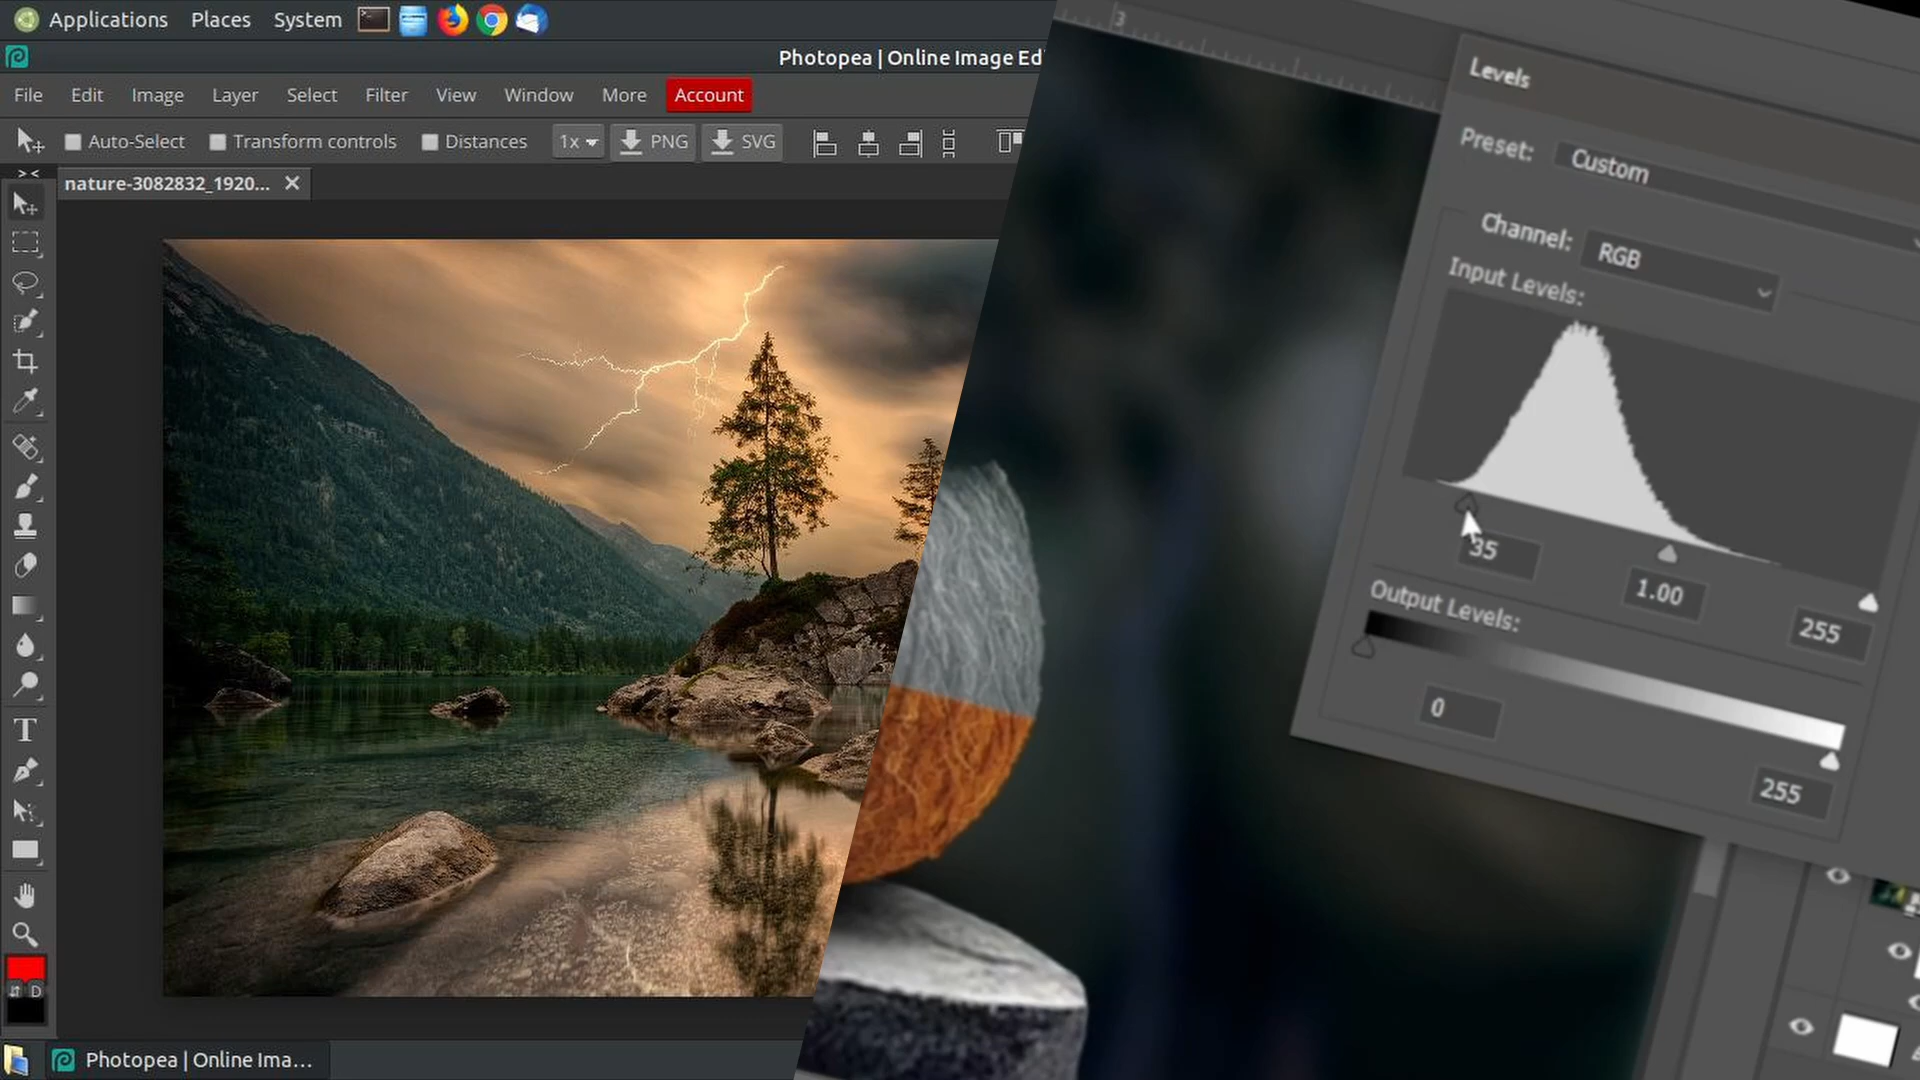 Applications Places System
Photopea | Online Image Ed
File Edit Image Layer Select Filter View Window More Account
Auto-Select Transform controls Distances 1x PNG SVG
nature-3082832_1920...
T
D
Photopea | Online Ima...
3
Levels
Preset: Custom
Channel: RGB
Input Levels:
35 1.00 255
Output Levels:
0 255